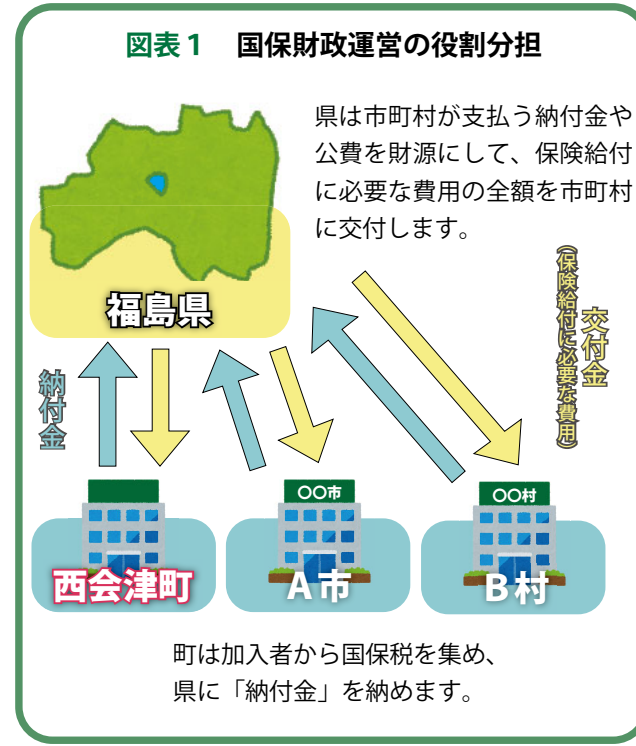 図表1 国保財政運営の役割分担
県は市町村が支払う納付金や
公費を財源にして、保険給付
に必要な費用の全額を市町村
に交付します。
福島県
交付金
(保険給付に必要な費用)
納付金
〇〇市
〇〇村
西会津町
A市
B村
町は加入者から国保税を集め、
県に「納付金」を納めます。